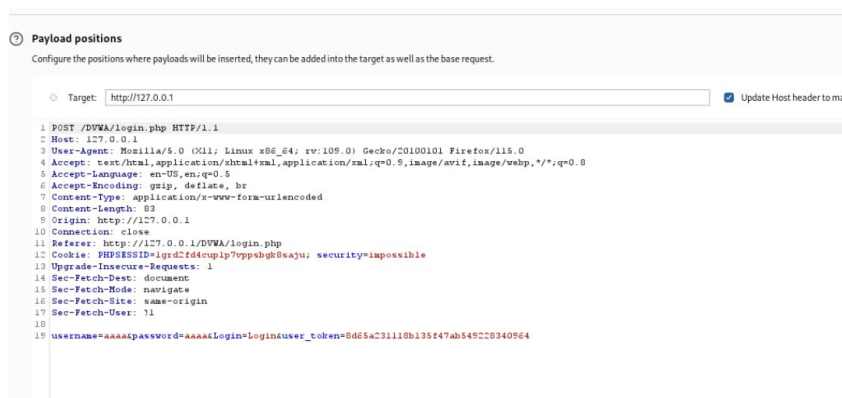 Payload positions
Configure the positions where payloads will be inserted, they can be added into the target as well as the base request.
Target: http://127.0.0.1 Update Host header to ma
1 POST /DVWA/login.php HTTP/1.1
2 Host: 127.0.0.1
3 User-Agent: Mozilla/5.0 (X11; Linux x86_64; rv:109.0) Gecko/20100101 Firefox/115.0
4 Accept: text/html,application/xhtml+xml,application/xml;q=0.9,image/avif,image/webp,*/*;q=0.8
5 Accept-Language: en-US,en;q=0.5
6 Accept-Encoding: gzip, deflate, br
7 Content-Type: application/x-www-form-urlencoded
8 Content-Length: 83
9 Origin: http://127.0.0.1
10 Connection: close
11 Referer: http://127.0.0.1/DVWA/login.php
12 Cookie: PHPSESSID=lgrd2fd4cuplp7vppsbgk8saju; security=impossible
13 Upgrade-Insecure-Requests: 1
14 Sec-Fetch-Dest: document
15 Sec-Fetch-Mode: navigate
16 Sec-Fetch-Site: same-origin
17 Sec-Fetch-User: ?1
18
19 username=aaaa&password=aaaa&Login=Login&user_token=8d65a231118b135f47ab549228340964